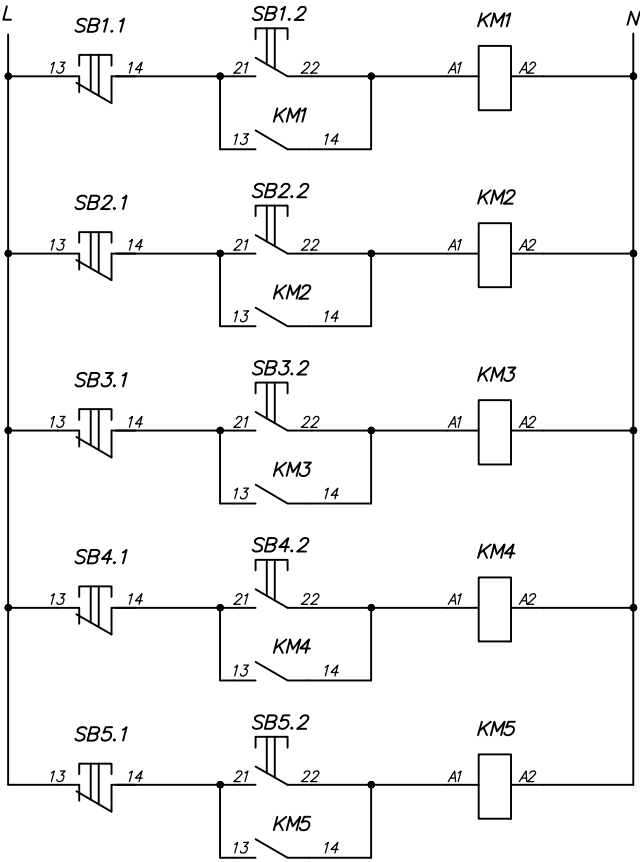 L SB1.1 SB1.2 KM1 N
13 14 21 22 A1 A2
KM1
13 14
SB2.1 SB2.2 KM2
13 14 21 22 A1 A2
KM2
13 14
SB3.1 SB3.2 KM3
13 14 21 22 A1 A2
KM3
13 14
SB4.1 SB4.2 KM4
13 14 21 22 A1 A2
KM4
13 14
SB5.1 SB5.2 KM5
13 14 21 22 A1 A2
KM5
13 14